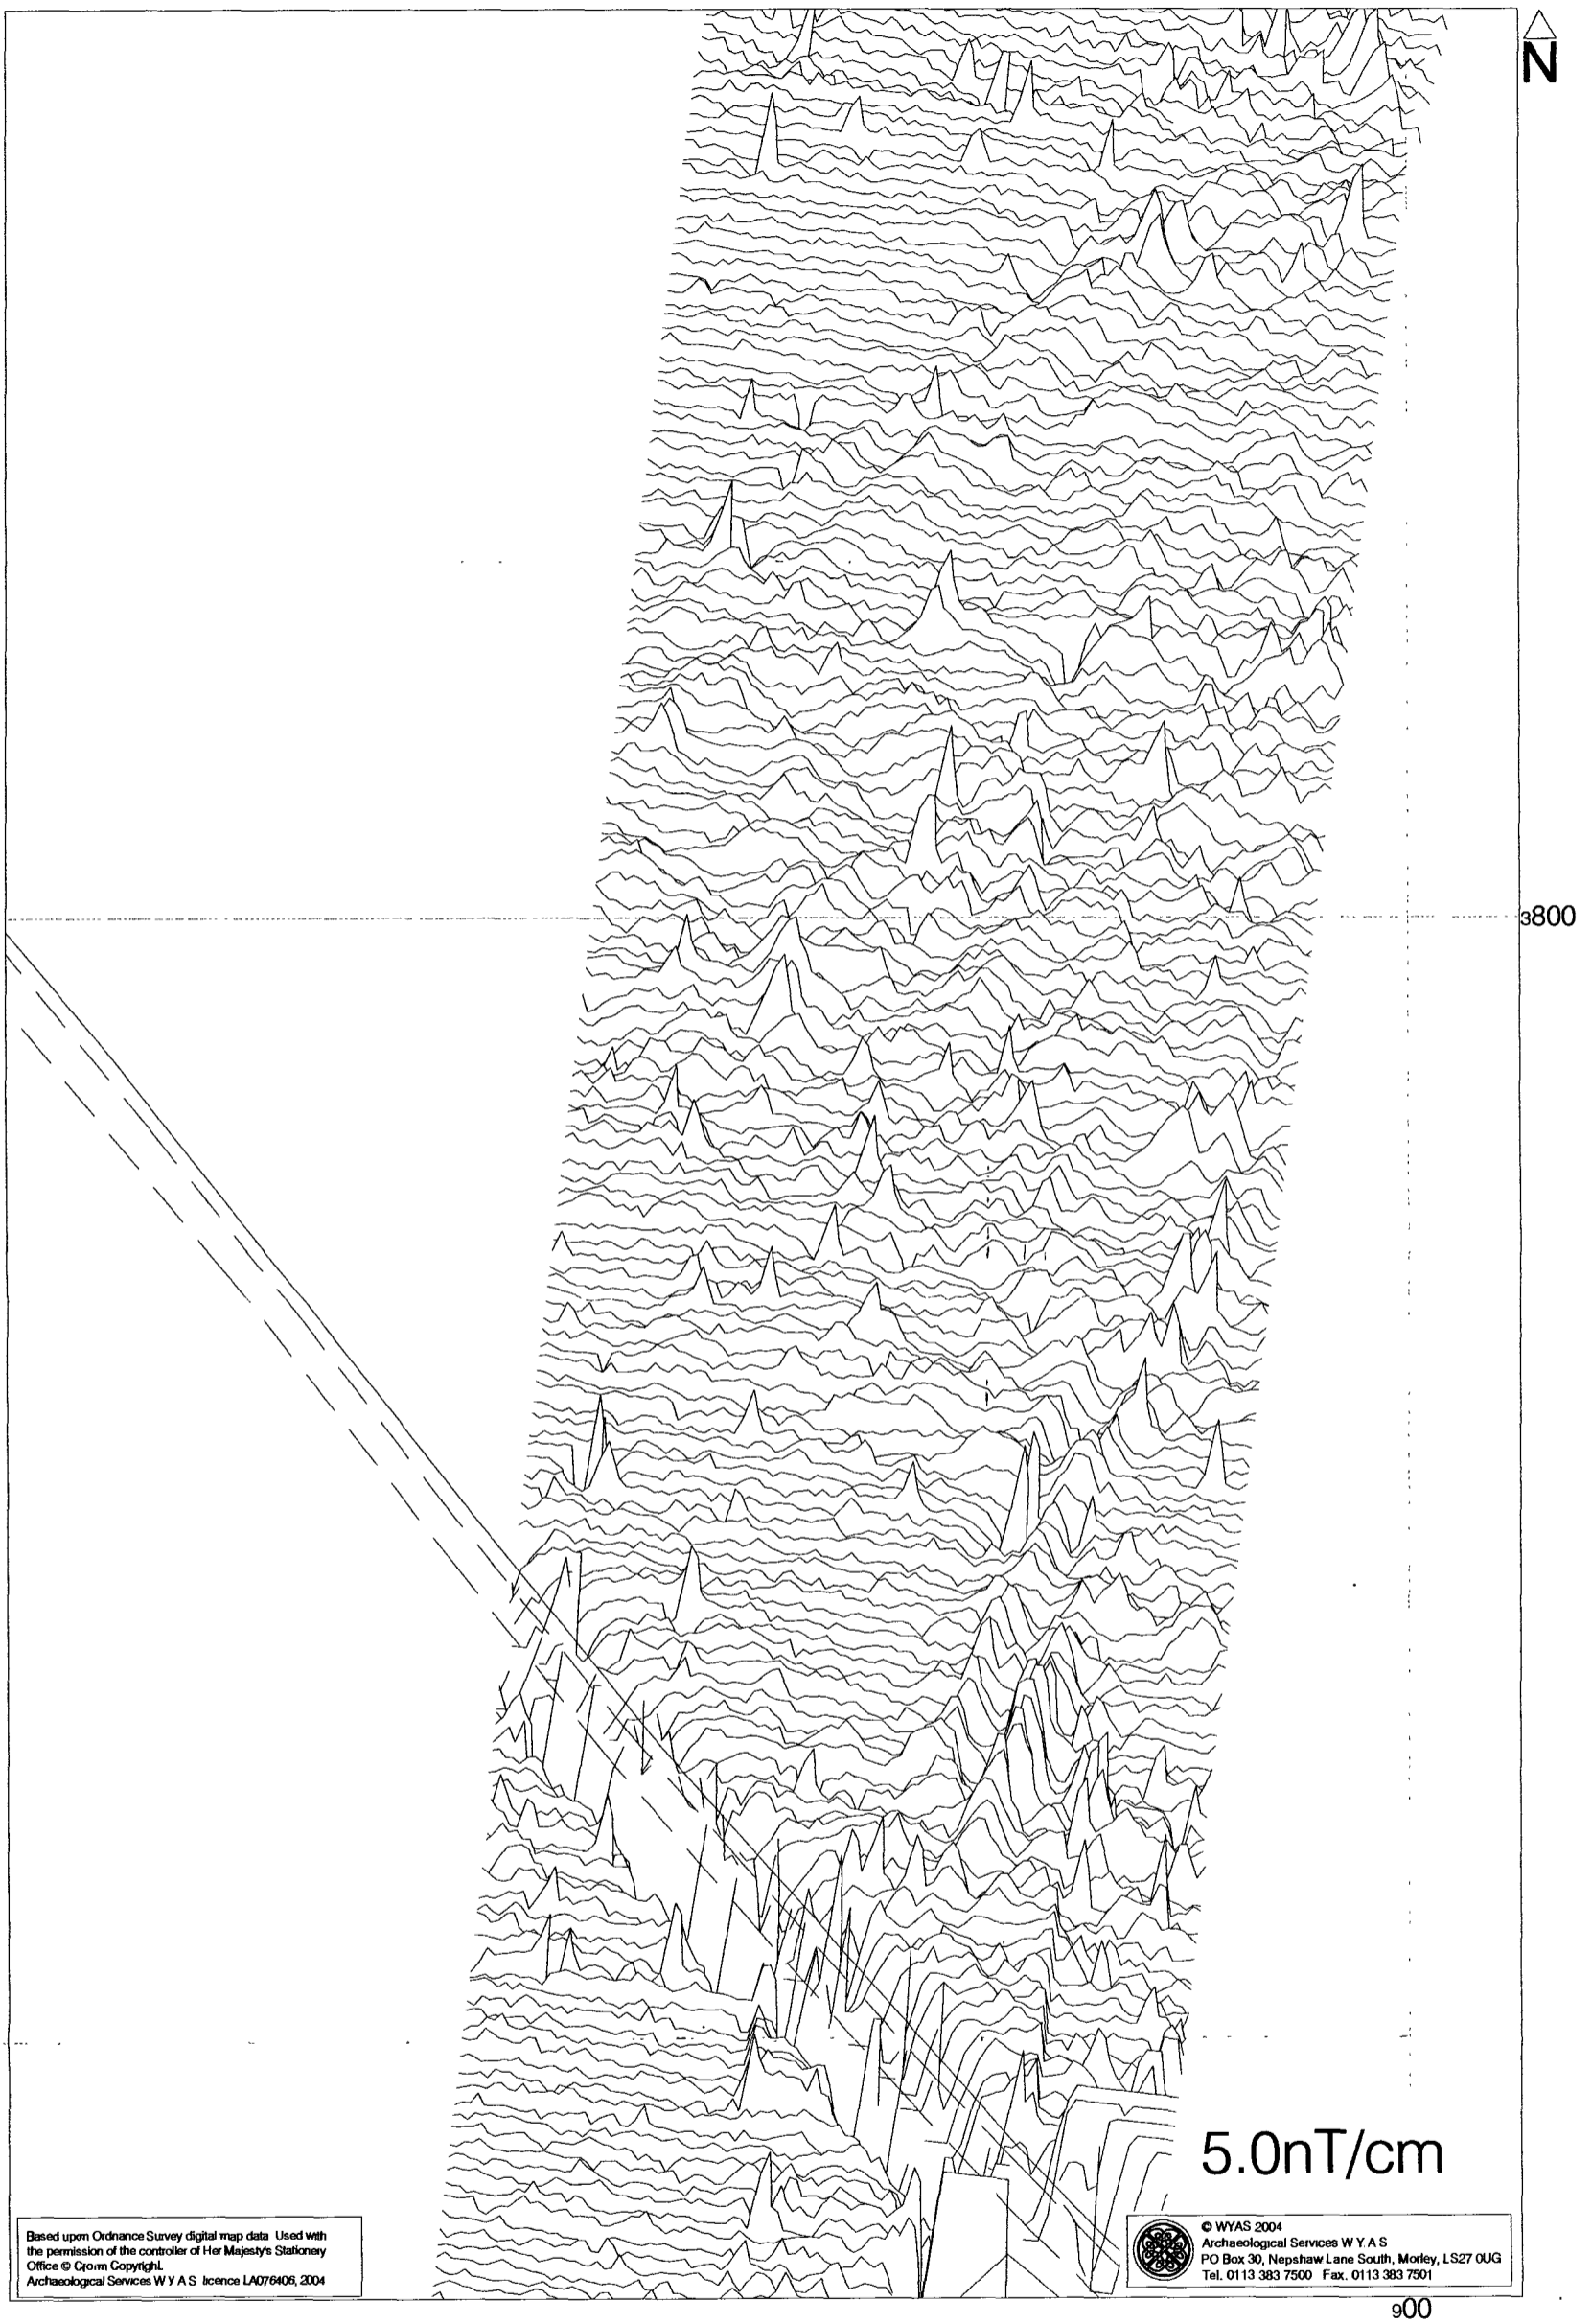 N
3800
5.0nT/cm
Based upon Ordnance Survey digital map data Used with
the permission of the controller of Her Majesty's Stationery
Office © Crown Copyright.
Archaeological Services W Y A S licence LA076406, 2004
© WYAS 2004
Archaeological Services W Y. A S
PO Box 30, Nepshaw Lane South, Morley, LS27 0UG
Tel. 0113 383 7500 Fax. 0113 383 7501
900